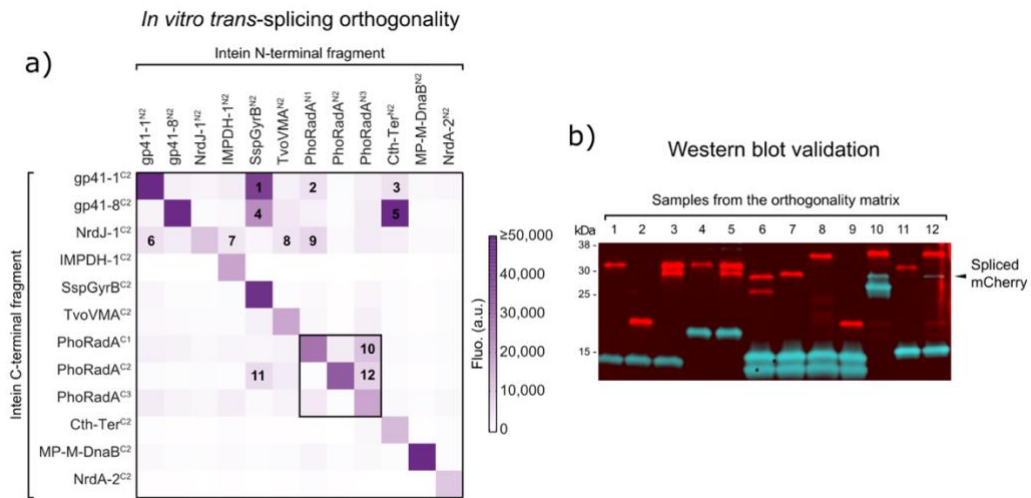 In vitro trans-splicing orthogonality
a)
Intein N-terminal fragment
gp41-1N2
gp41-8N2
NrdJ-1N2
IMPDH-1N2
SspGyrBN2
TvoVMAN2
PhoRadAN1
PhoRadAN2
PhoRadAN3
Cth-TerN2
MP-M-DnaBN2
NrdA-2N2
Intein C-terminal fragment
gp41-1C2 1 2 3
gp41-8C2 4 5
NrdJ-1C2 6 7 8 9
IMPDH-1C2
SspGyrBC2
TvoVMAC2
PhoRadAC1 10
PhoRadAC2 11 12
PhoRadAC3
Cth-TerC2
MP-M-DnaBC2
NrdA-2C2
≥50,000
40,000
30,000
20,000
10,000
0
Fluo. (a.u.)
b)
Western blot validation
Samples from the orthogonality matrix
kDa 1 2 3 4 5 6 7 8 9 10 11 12
38 -
30 -
25 -
15 -
Spliced
mCherry